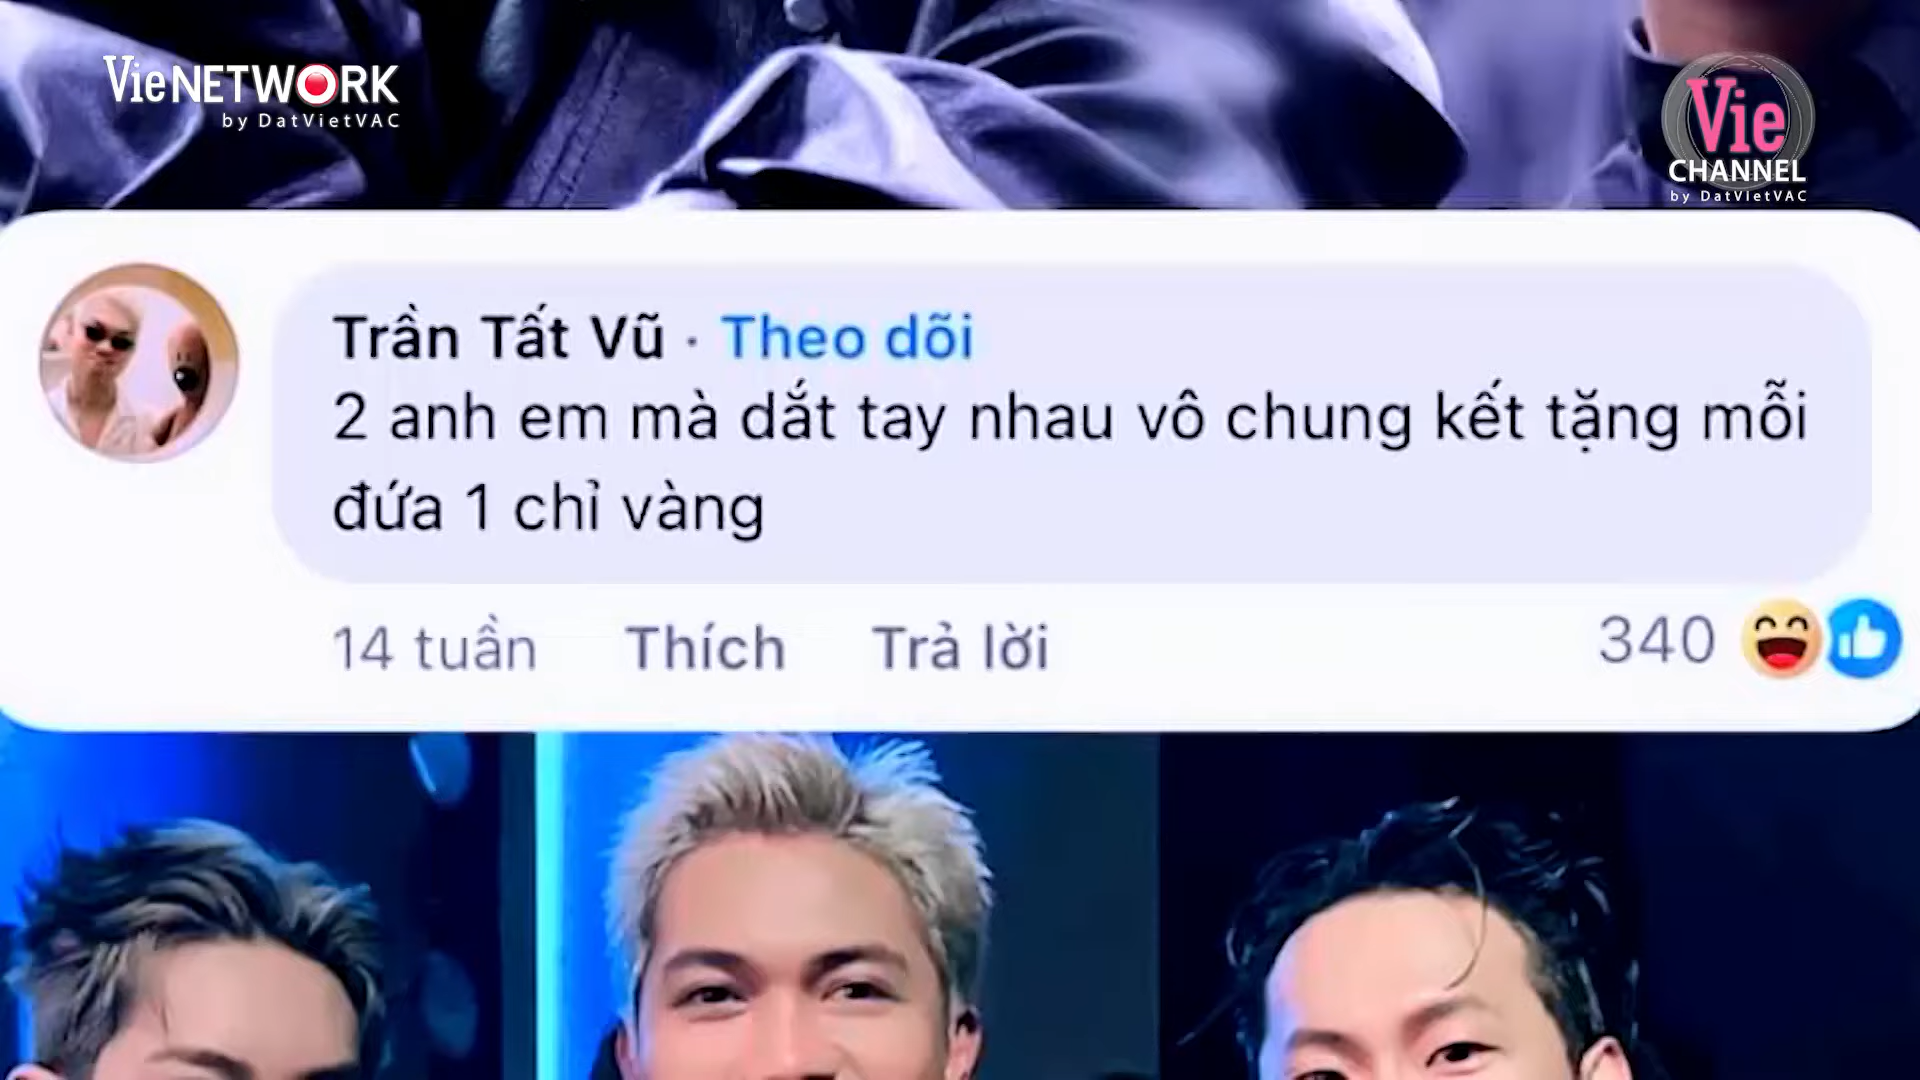 VieNETWORK
by DatVietVAC
Vie
CHANNEL
by DatVietVAC
Trần Tất Vũ · Theo dõi
2 anh em mà dắt tay nhau vô chung kết tặng mỗi
đứa 1 chỉ vàng
14 tuần Thích Trả lời 340